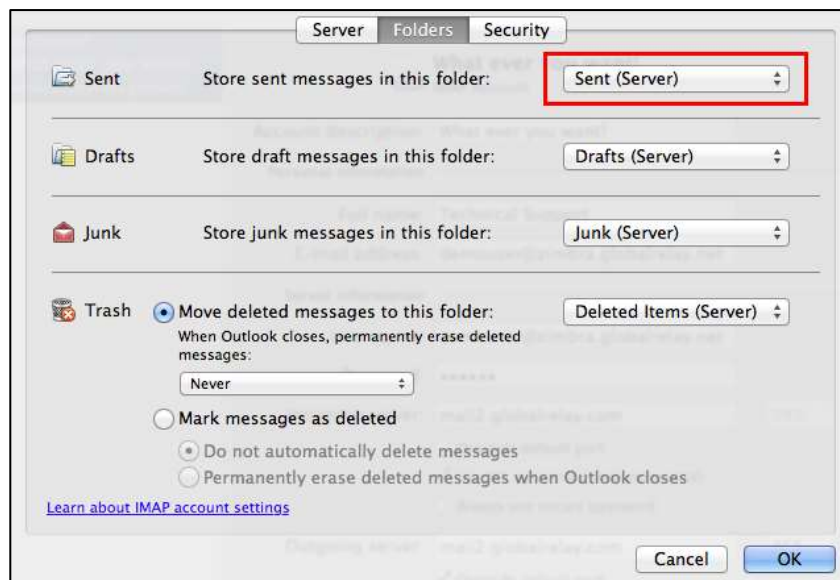 Server Folders Security
Sent Store sent messages in this folder: Sent (Server)
Drafts Store draft messages in this folder: Drafts (Server)
Junk Store junk messages in this folder: Junk (Server)
Trash Move deleted messages to this folder: Deleted Items (Server)
When Outlook closes, permanently erase deleted
messages:
Never
Mark messages as deleted
Do not automatically delete messages
Permanently erase deleted messages when Outlook closes
Learn about IMAP account settings
Cancel OK